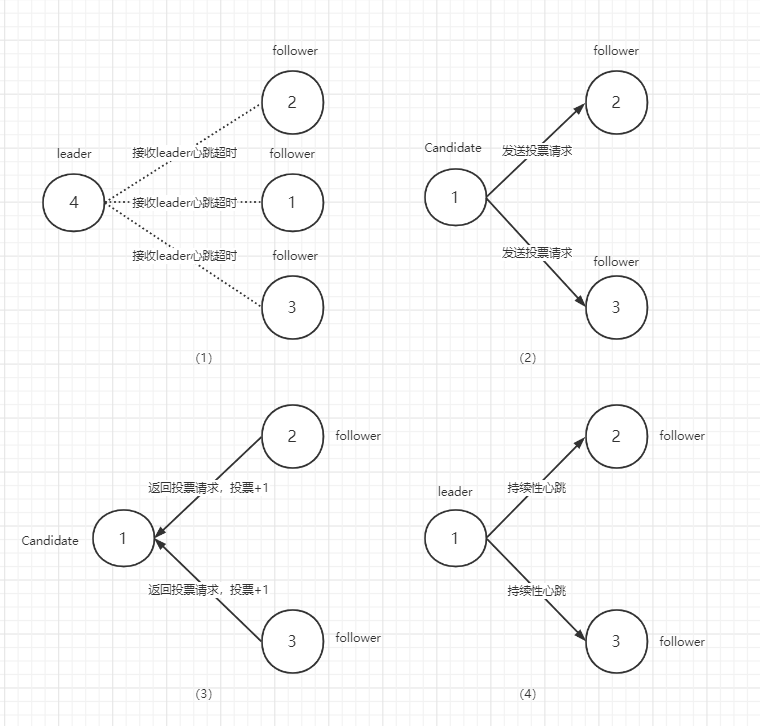 follower
2
leader
接收leader心跳超时
follower
4
接收leader心跳超时
1
接收leader心跳超时
follower
3
（1）
follower
2
Candidate
发送投票请求
1
发送投票请求
follower
3
（2）
2
follower
返回投票请求，投票+1
Candidate
1
返回投票请求，投票+1
3
follower
（3）
2
follower
leader
持续性心跳
1
持续性心跳
3
follower
（4）